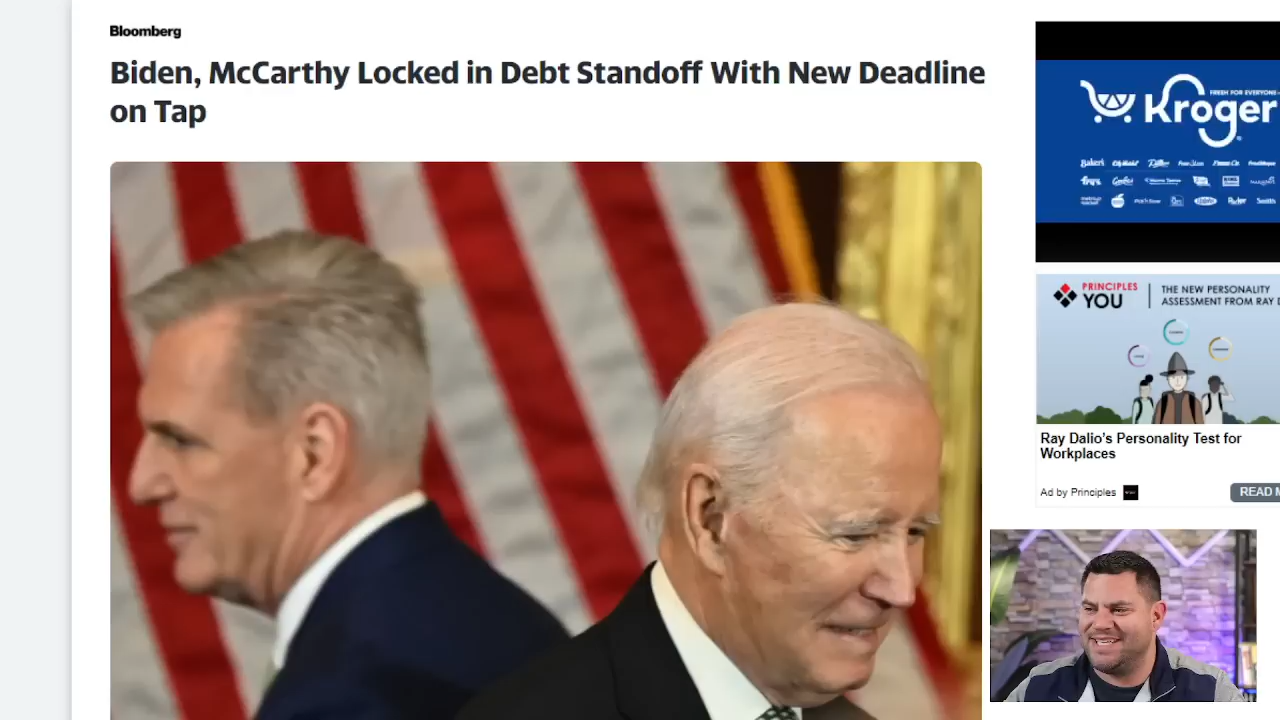 Bloomberg
Biden, McCarthy Locked in Debt Standoff With New Deadline
on Tap
FRESH FOR EVERYONE
Kroger
PRINCIPLES
YOU
THE NEW PERSONALITY
ASSESSMENT FROM RAY D
Ray Dalio's Personality Test for
Workplaces
Ad by Principles
READ M